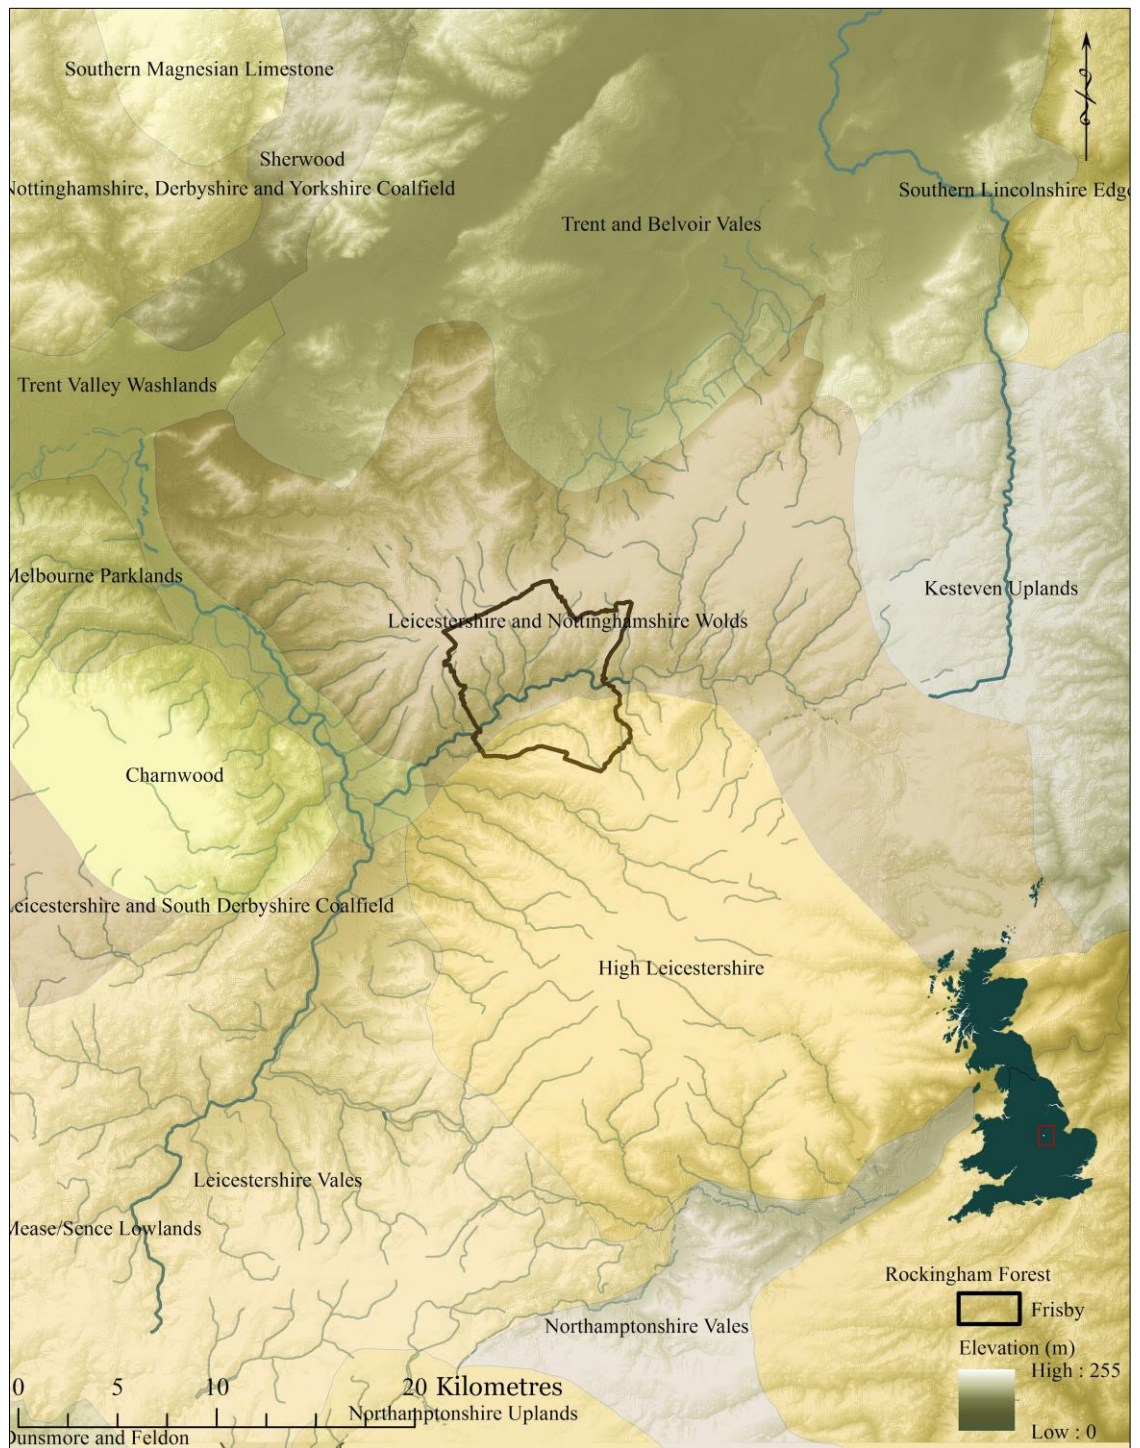 Southern Magnesian Limestone
Sherwood
Nottinghamshire, Derbyshire and Yorkshire Coalfield
Southern Lincolnshire Edge
Trent and Belvoir Vales
Trent Valley Washlands
Melbourne Parklands
Kesteven Uplands
Leicestershire and Nottinghamshire Wolds
Charnwood
Leicestershire and South Derbyshire Coalfield
High Leicestershire
Leicestershire Vales
Mease/Sence Lowlands
Rockingham Forest
Frisby
Northamptonshire Vales
Elevation (m)
High : 255
Low : 0
0 5 10 20 Kilometres
Northamptonshire Uplands
Dunsmore and Feldon